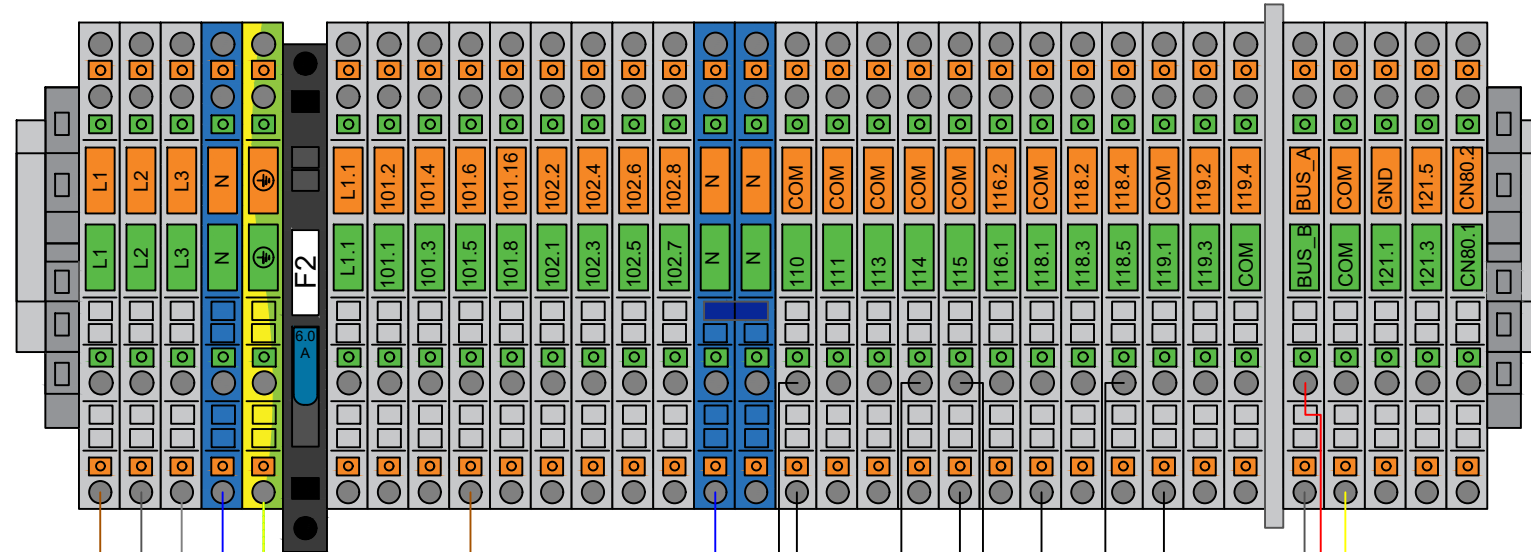 L1 L2 L3 N L1.1 101.2 101.4 101.6 101.16 102.2 102.4 102.6 102.8 N N COM COM COM COM COM 116.2 COM 118.2 118.4 COM 119.2 119.4 BUS_A COM GND 121.5 CN80.2
L1 L2 L3 N F2 L1.1 101.1 101.3 101.5 101.8 102.1 102.3 102.5 102.7 N N 110 111 113 114 115 116.1 118.1 118.3 118.5 119.1 119.3 COM BUS_B COM 121.1 121.3 CN80.1
6.0
A